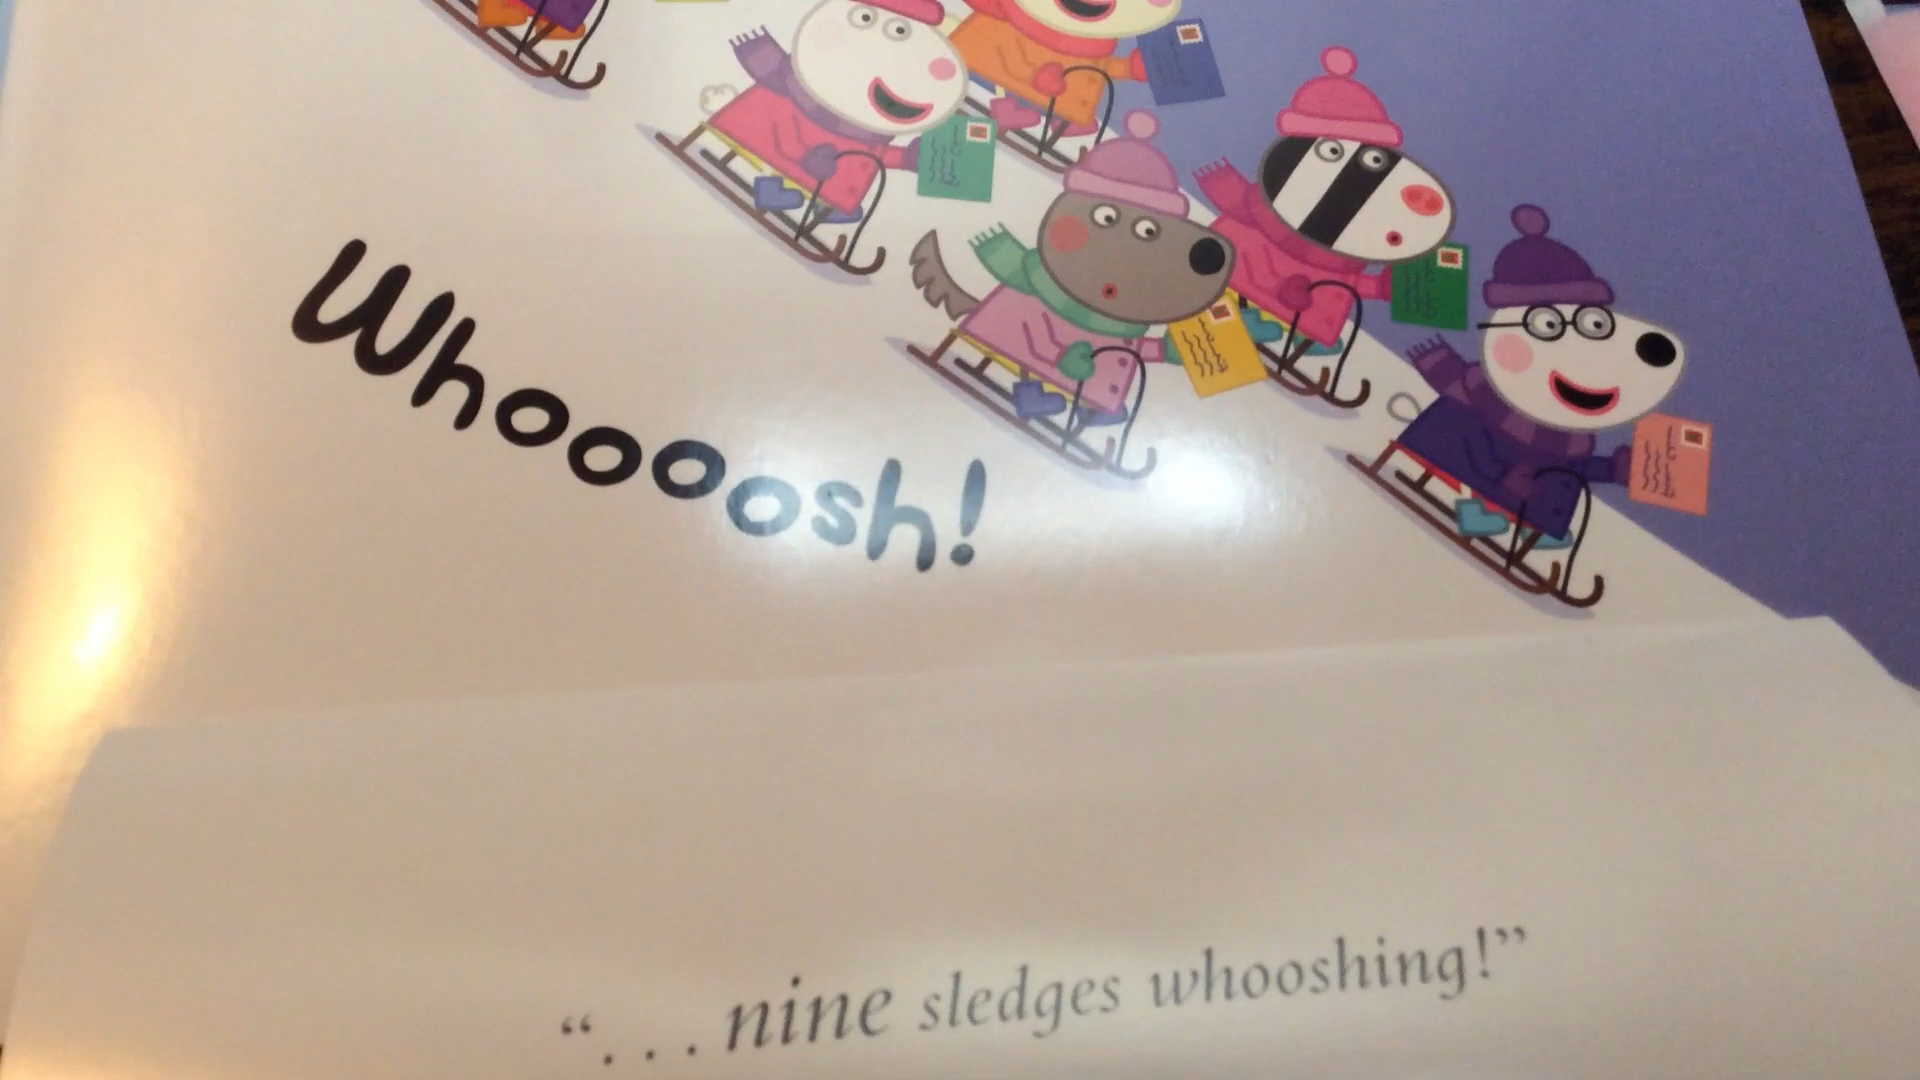 Whoooosh!
“. . . nine sledges whooshing!”